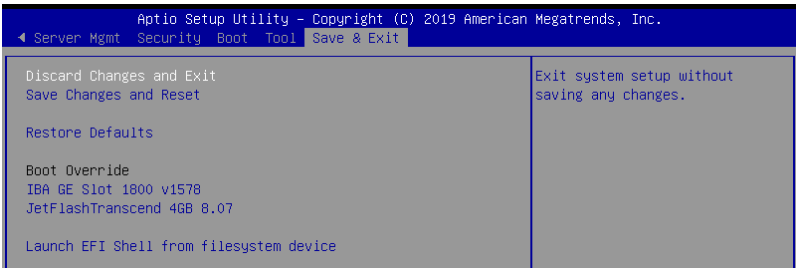 Aptio Setup Utility – Copyright (C) 2019 American Megatrends, Inc.
◄ Server Mgmt Security Boot Tool Save & Exit
Discard Changes and Exit
Save Changes and Reset
Restore Defaults
Boot Override
IBA GE Slot 1800 v1578
JetFlashTranscend 4GB 8.07
Launch EFI Shell from filesystem device
Exit system setup without
saving any changes.